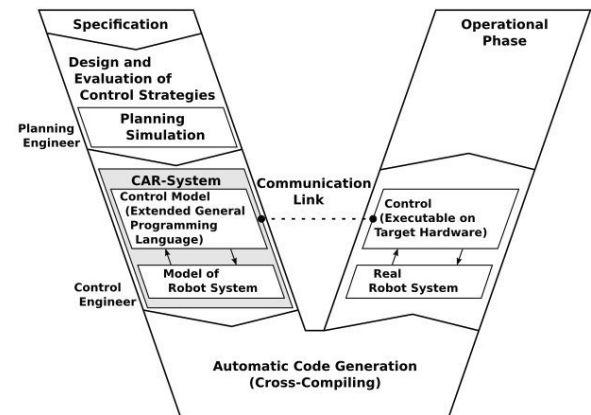 Specification
Design and
Evaluation of
Control Strategies
Planning
Simulation
Planning
Engineer
CAR-System
Control Model
(Extended General
Programming
Language)
Model of
Robot System
Control
Engineer
Communication
Link
Operational
Phase
Control
(Executable on
Target Hardware)
Real
Robot System
Automatic Code Generation
(Cross-Compiling)